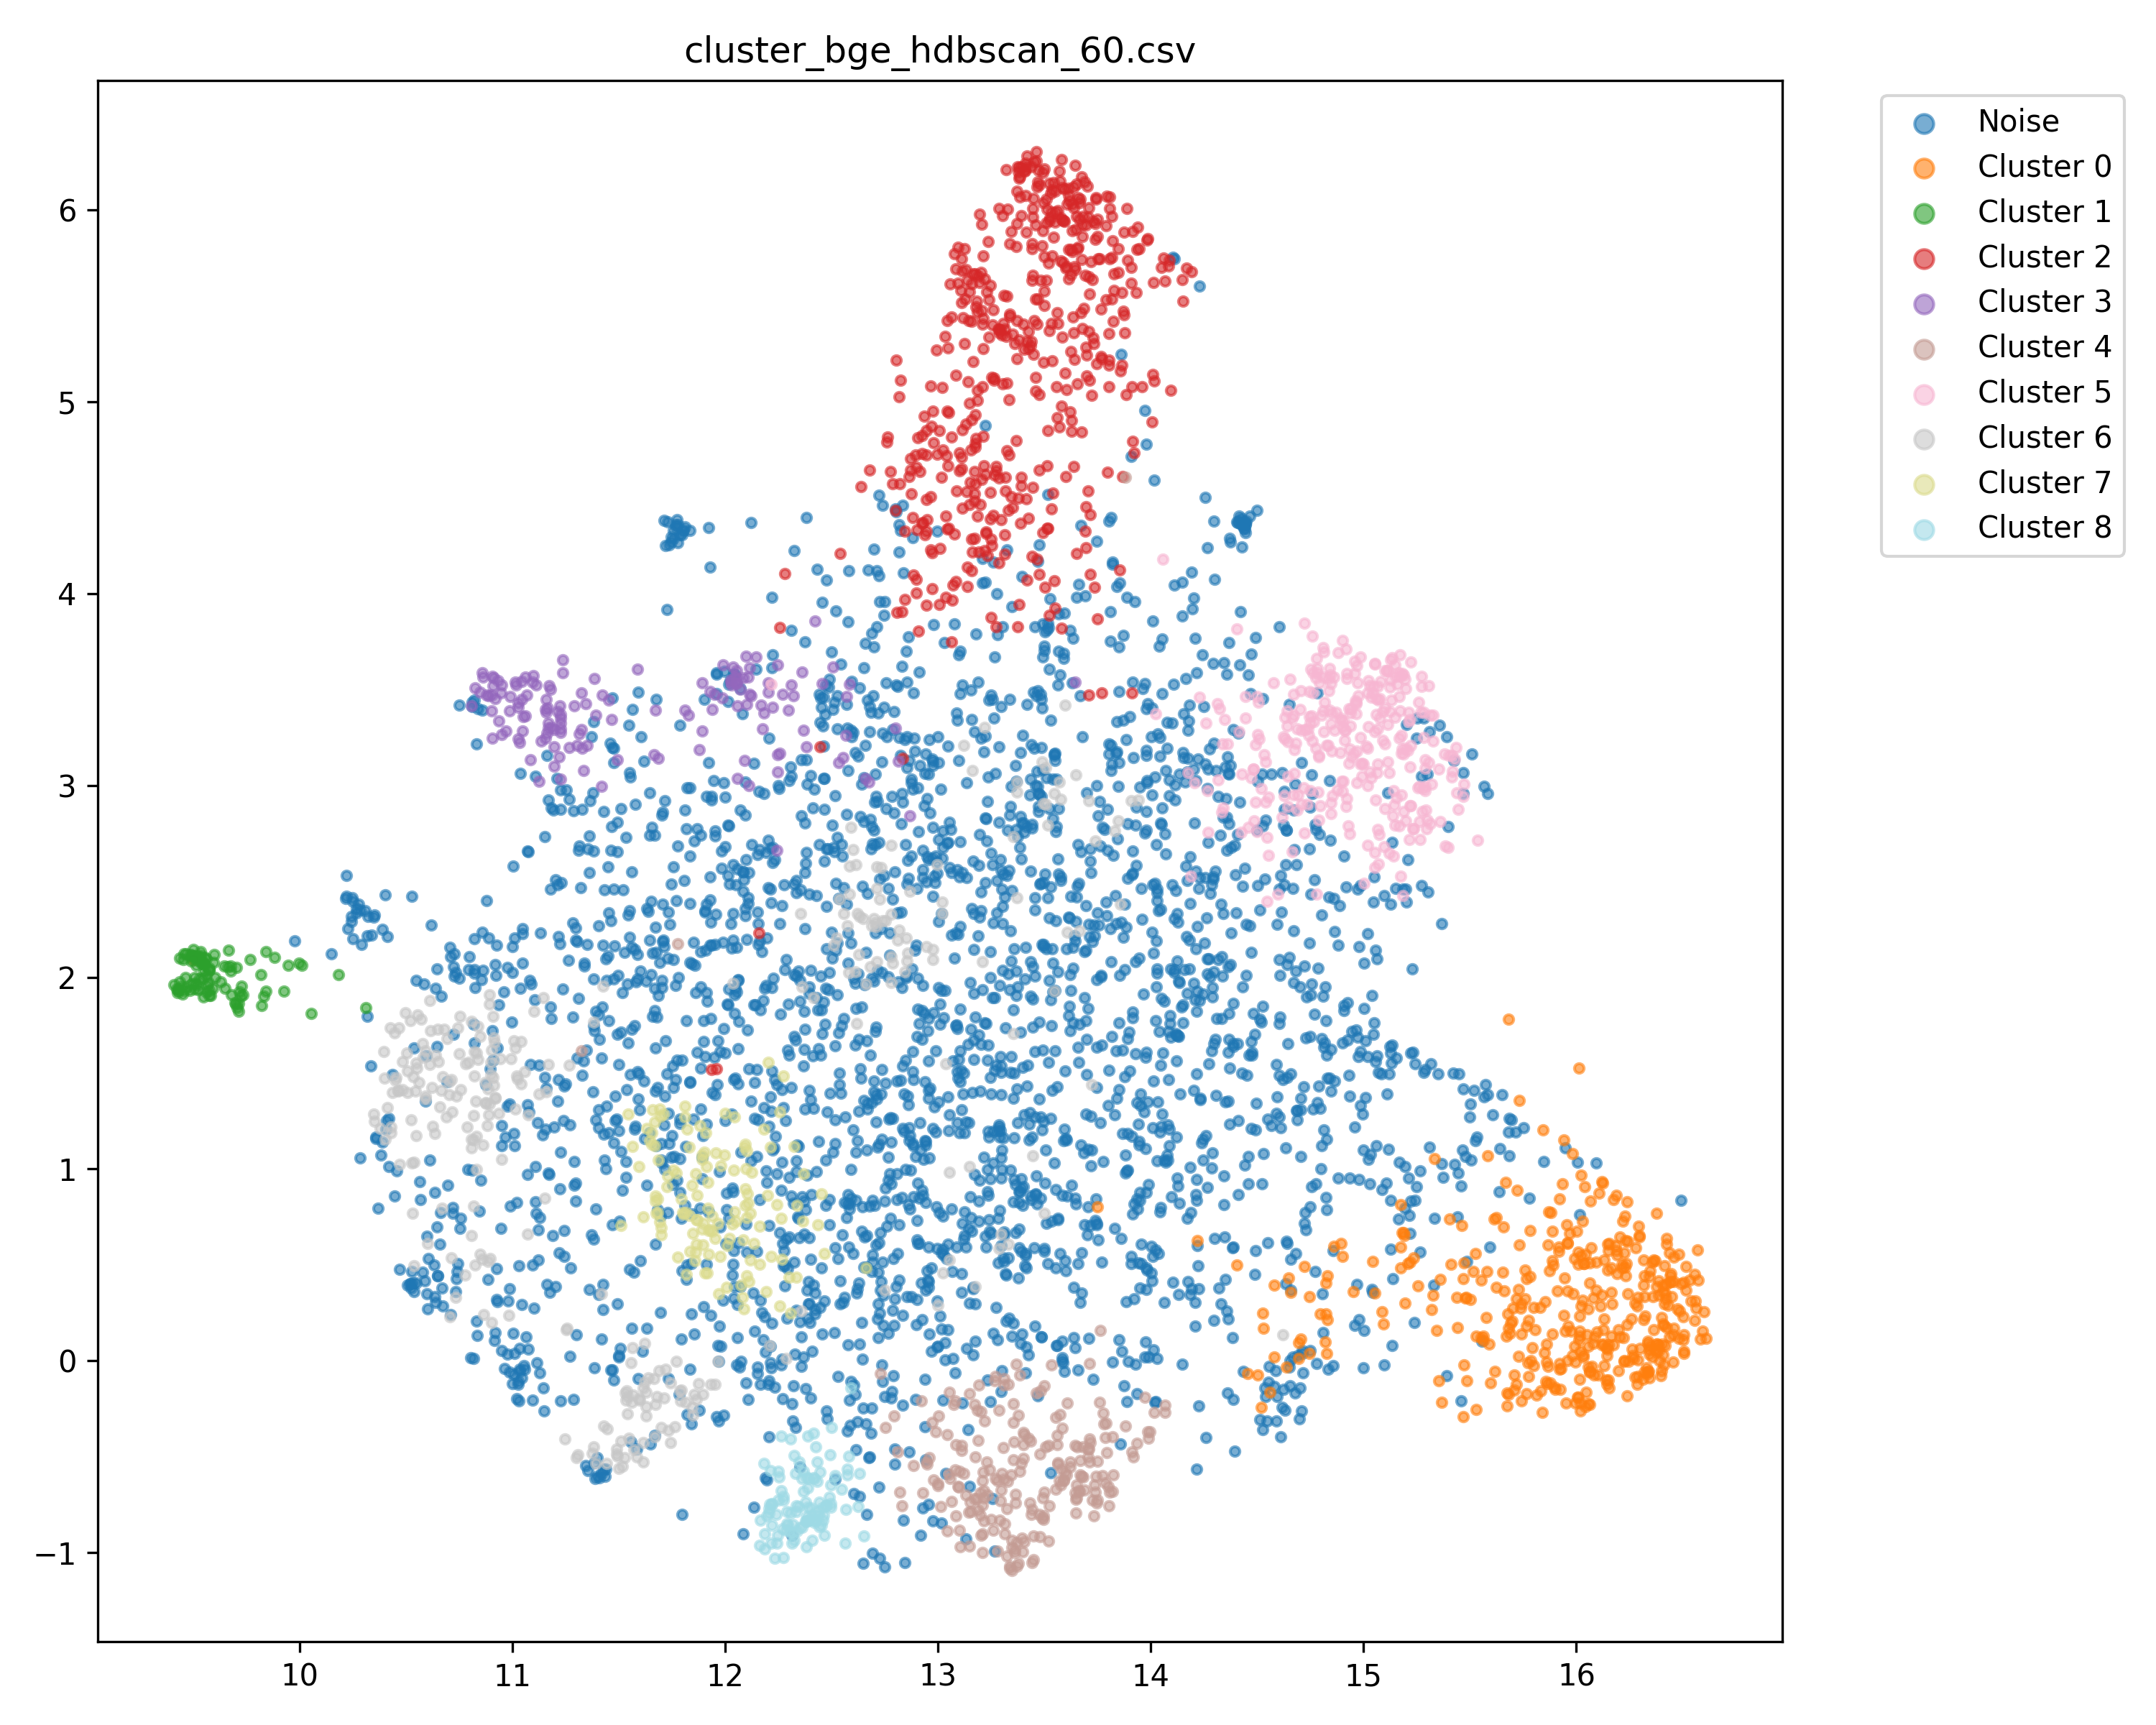 cluster_bge_hdbscan_60.csv
Noise
Cluster 0
Cluster 1
Cluster 2
Cluster 3
Cluster 4
Cluster 5
Cluster 6
Cluster 7
Cluster 8
6
5
4
3
2
1
0
−1
10 11 12 13 14 15 16